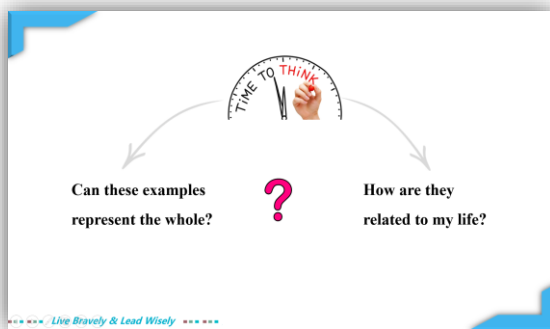 TiME TO THiNK
Can these examples
represent the whole?
?
How are they
related to my life?
Live Bravely & Lead Wisely